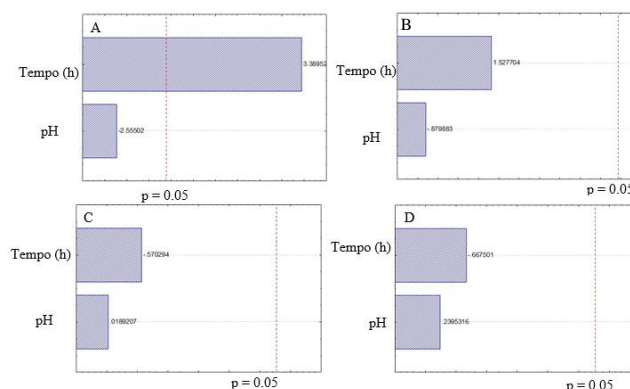 A
Tempo (h)
3.36952
pH
-2.55502
p = 0.05
B
Tempo (h)
1.527704
pH
-.879883
p = 0.05
C
Tempo (h)
-.570294
pH
.0189207
p = 0.05
D
Tempo (h)
-.667501
pH
.2395316
p = 0.05